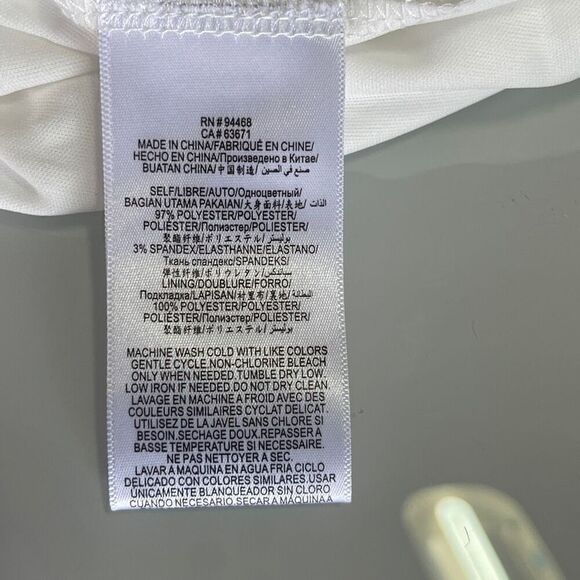 RN# 94468
CA# 63671
MADE IN CHINA/FABRIQUÉ EN CHINE/
HECHO EN CHINA/Произведено в Китае/
BUATAN CHINA/中国制造/ صنع في الصين
SELF/LIBRE/AUTO/Одноцветный/
BAGIAN UTAMA PAKAIAN/大身面料/表地/ الذات
97% POLYESTER/POLYESTER/
POLIÉSTER/Полиэстер/POLIESTER/
聚酯纤维/ポリエステル/بوليستر
3% SPANDEX/ELASTHANNE/ELASTANO/
Ткань спандекс/SPANDEKS/
弹性纤维/ポリウレタン/سباندكس
LINING/DOUBLURE/FORRO/
Подкладка/LAPISAN/衬里布/裏地/ البطانة
100% POLYESTER/POLYESTER/
POLIÉSTER/Полиэстер/POLIESTER/
聚酯纤维/ポリエステル/بوليستر
MACHINE WASH COLD WITH LIKE COLORS
GENTLE CYCLE.NON-CHLORINE BLEACH
ONLY WHEN NEEDED.TUMBLE DRY LOW.
LOW IRON IF NEEDED.DO NOT DRY CLEAN
LAVAGE EN MACHINE A FROID AVEC DES
COULEURS SIMILAIRES CYCLAT DELICAT.
UTILISEZ DE LA JAVEL SANS CHLORE SI
BESOIN.SECHAGE DOUX.REPASSER A
BASSE TEMPERATURE SI NECESSAIRE.
NE PAS NETTOYER A SEC.
LAVAR A MAQUINA EN AGUA FRIA CICLO
DELICADO CON COLORES SIMILARES.USAR
UNICAMENTE BLANQUEADOR SIN CLORO
CUANDO NECESARIO.SECAR A MAQUINA A